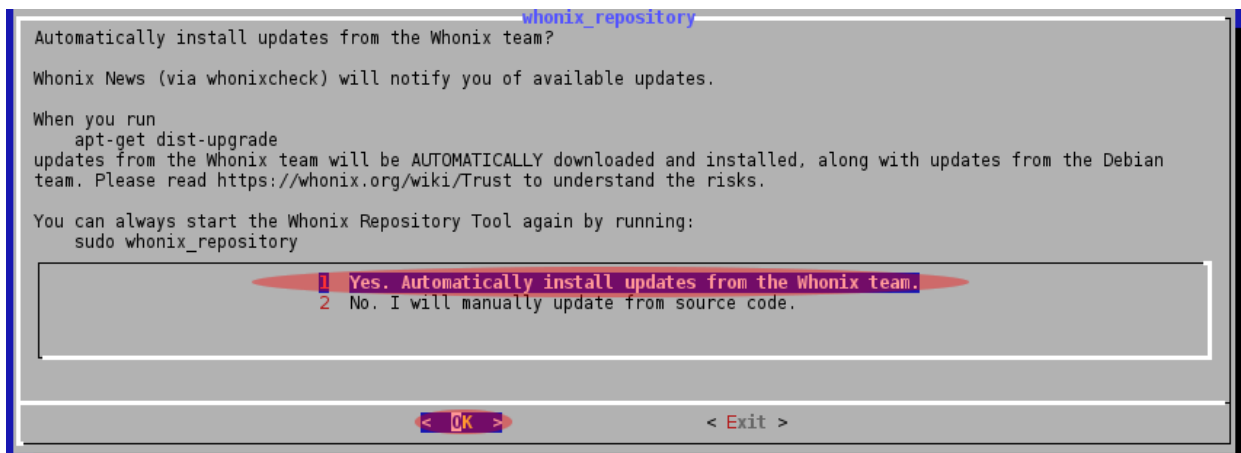 whonix_repository
Automatically install updates from the Whonix team?
Whonix News (via whonixcheck) will notify you of available updates.
When you run
apt-get dist-upgrade
updates from the Whonix team will be AUTOMATICALLY downloaded and installed, along with updates from the Debian
team. Please read https://whonix.org/wiki/Trust to understand the risks.
You can always start the Whonix Repository Tool again by running:
sudo whonix_repository
1 Yes. Automatically install updates from the Whonix team.
2 No. I will manually update from source code.
< OK > < Exit >